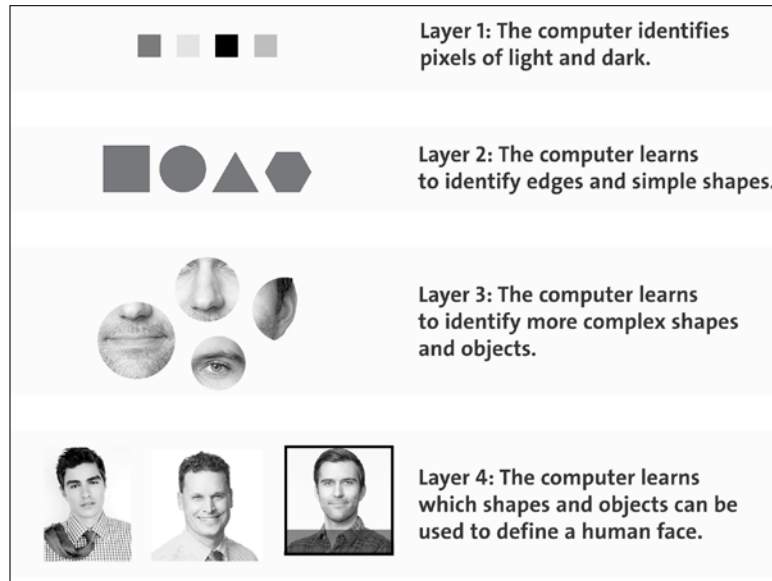 Layer 1: The computer identifies
pixels of light and dark.
Layer 2: The computer learns
to identify edges and simple shapes.
Layer 3: The computer learns
to identify more complex shapes
and objects.
Layer 4: The computer learns
which shapes and objects can be
used to define a human face.